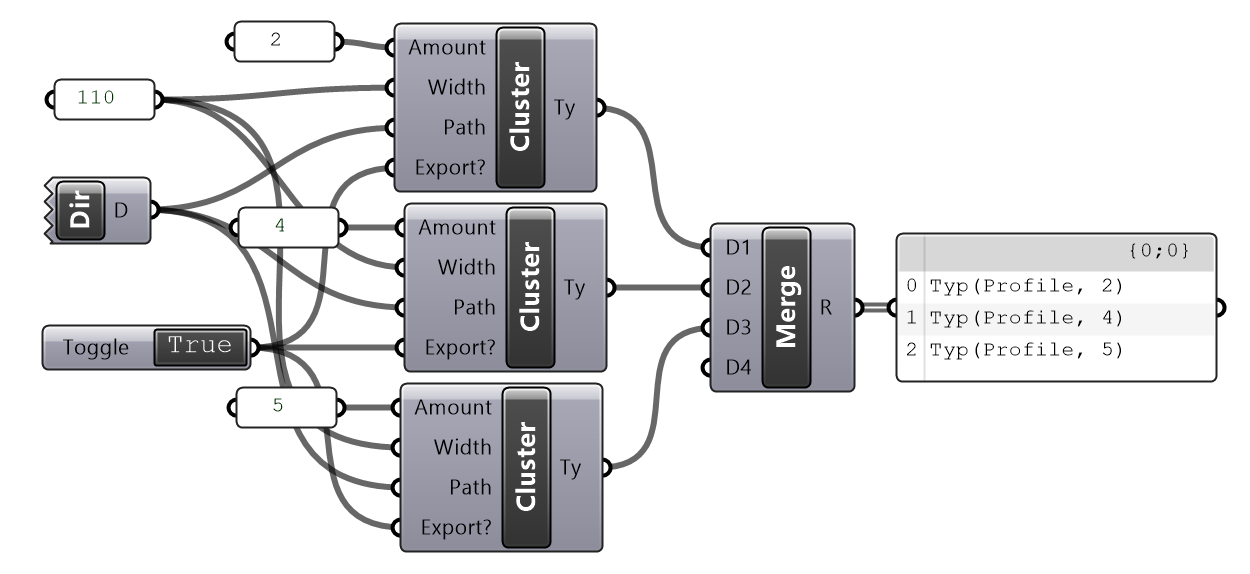 2
110
Dir D
Toggle True
Amount
Width
Path
Export?
Cluster
Ty
4
Amount
Width
Path
Export?
Cluster
Ty
5
Amount
Width
Path
Export?
Cluster
Ty
D1
D2
D3
D4
Merge
R
{0;0}
0 Typ(Profile, 2)
1 Typ(Profile, 4)
2 Typ(Profile, 5)